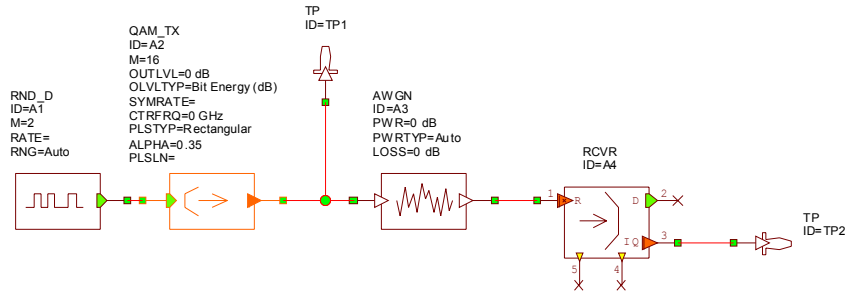 TP
ID=TP1
QAM_TX
ID=A2
M=16
OUTLVL=0 dB
OLVLTYP=Bit Energy (dB)
SYMRATE=
CTRFRQ=0 GHz
PLSTYP=Rectangular
ALPHA=0.35
PLSLN=
RND_D
ID=A1
M=2
RATE=
RNG=Auto
AWGN
ID=A3
PWR=0 dB
PWRTYP=Auto
LOSS=0 dB
RCVR
ID=A4
1
R
D
2
IQ
3
5
4
TP
ID=TP2